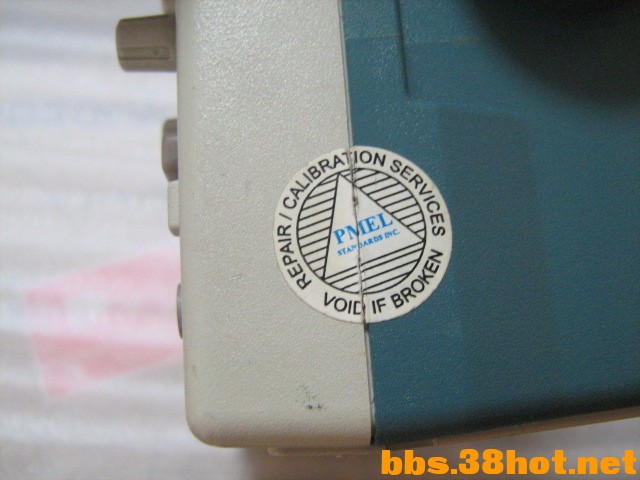 REPAIR / CALIBRATION SERVICES
PMEL
STANDARDS INC.
VOID IF BROKEN
bbs.38hot.net